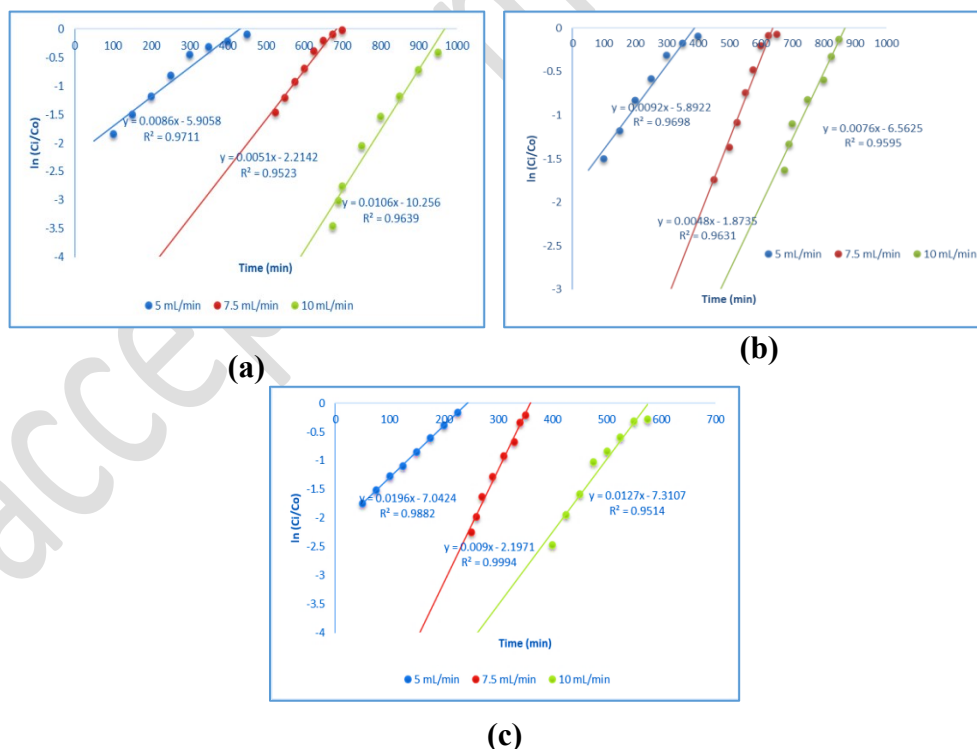 0 100 200 300 400 500 600 700 800 900 1000
0
-0.5
-1
-1.5
-2
-2.5
-3
-3.5
-4
ln (Ci/Co)
y = 0.0086x - 5.9058
R² = 0.9711
y = 0.0051x - 2.2142
R² = 0.9523
y = 0.0106x - 10.256
R² = 0.9639
Time (min)
5 mL/min 7.5 mL/min 10 mL/min
(a)
0 100 200 300 400 500 600 700 800 900 1000
0
-0.5
-1
-1.5
-2
-2.5
-3
ln (Ci/Co)
y = 0.0092x - 5.8922
R² = 0.9698
y = 0.0076x - 6.5625
R² = 0.9595
y = 0.0048x - 1.8735
R² = 0.9631
5 mL/min 7.5 mL/min 10 mL/min
Time (min)
(b)
0 100 200 300 400 500 600 700
0
-0.5
-1
-1.5
-2
-2.5
-3
-3.5
-4
ln (Ci/Co)
y = 0.0196x - 7.0424
R² = 0.9882
y = 0.009x - 2.1971
R² = 0.9994
y = 0.0127x - 7.3107
R² = 0.9514
Time (min)
5 mL/min 7.5 mL/min 10 mL/min
(c)
accep